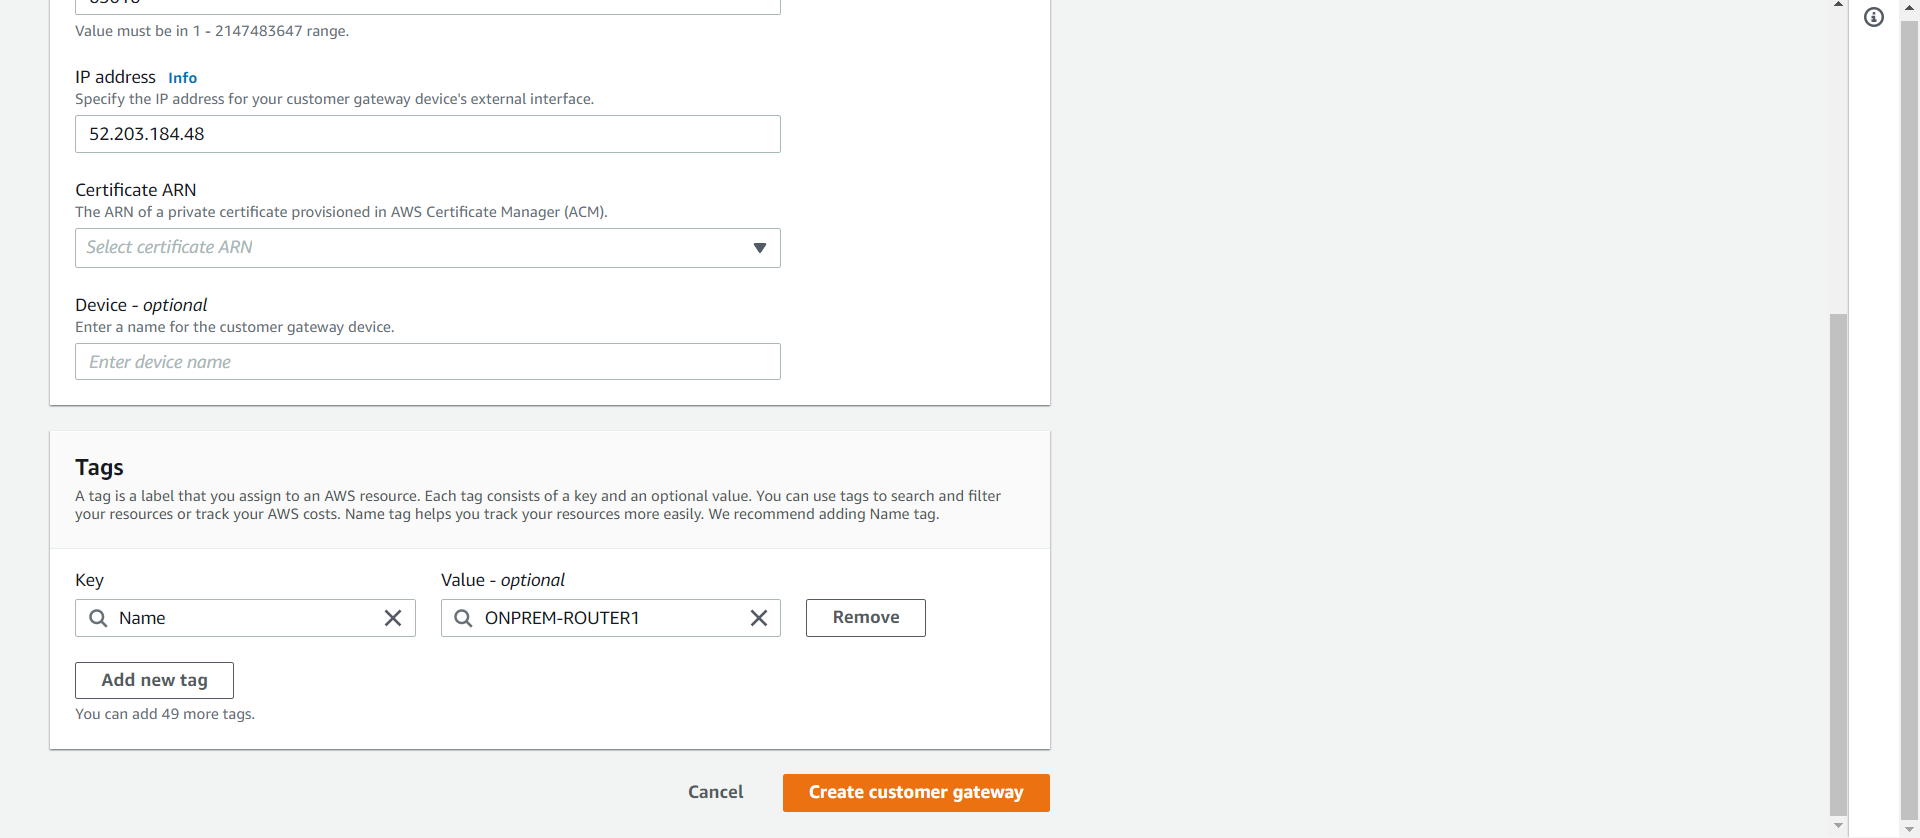 Value must be in 1 - 2147483647 range.
IP address Info
Specify the IP address for your customer gateway device's external interface.
52.203.184.48
Certificate ARN
The ARN of a private certificate provisioned in AWS Certificate Manager (ACM).
Select certificate ARN
Device - optional
Enter a name for the customer gateway device.
Enter device name
Tags
A tag is a label that you assign to an AWS resource. Each tag consists of a key and an optional value. You can use tags to search and filter
your resources or track your AWS costs. Name tag helps you track your resources more easily. We recommend adding Name tag.
Key Value - optional
Name ONPREM-ROUTER1 Remove
Add new tag
You can add 49 more tags.
Cancel Create customer gateway